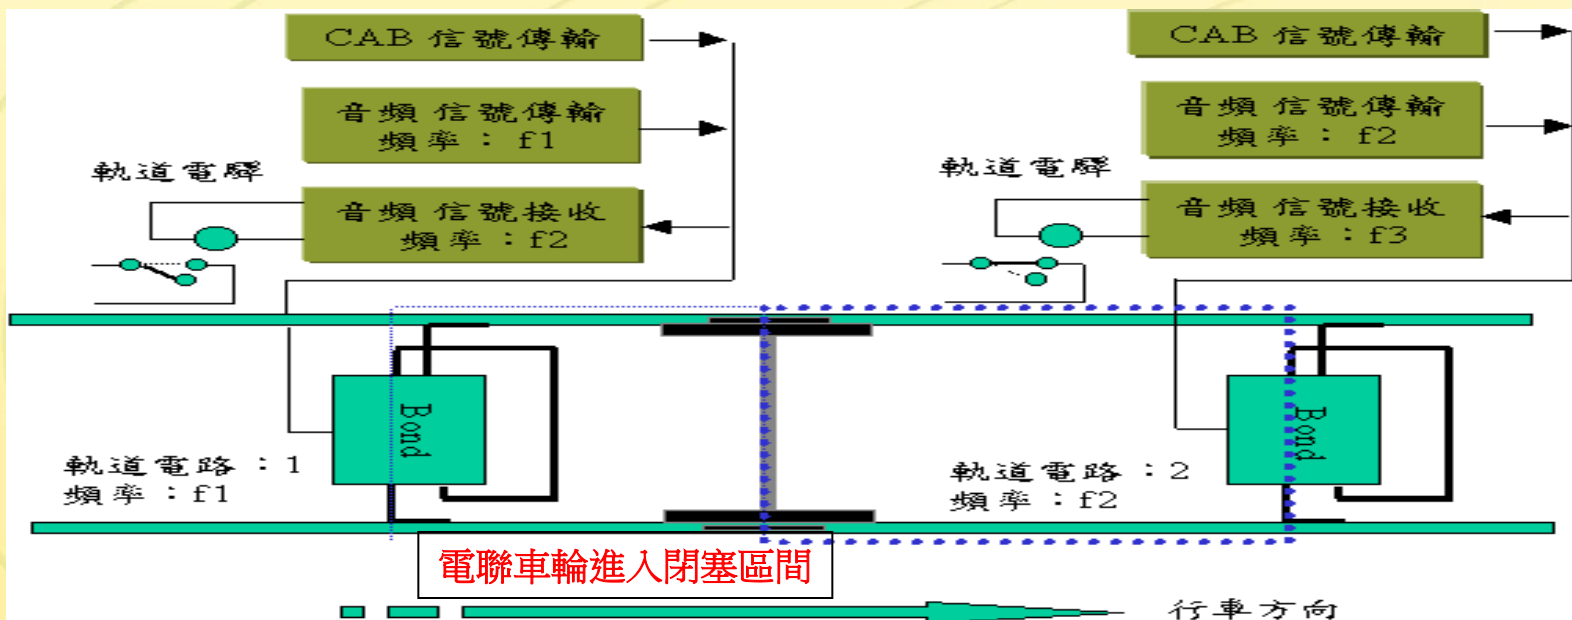 CAB 信號傳輸
音頻 信號傳輸
頻率：f1
軌道電驛
音頻 信號接收
頻率：f2
CAB 信號傳輸
音頻 信號傳輸
頻率：f2
軌道電驛
音頻 信號接收
頻率：f3
Bond
軌道電路：1
頻率：f1
Bond
軌道電路：2
頻率：f2
電聯車輪進入閉塞區間
行車方向